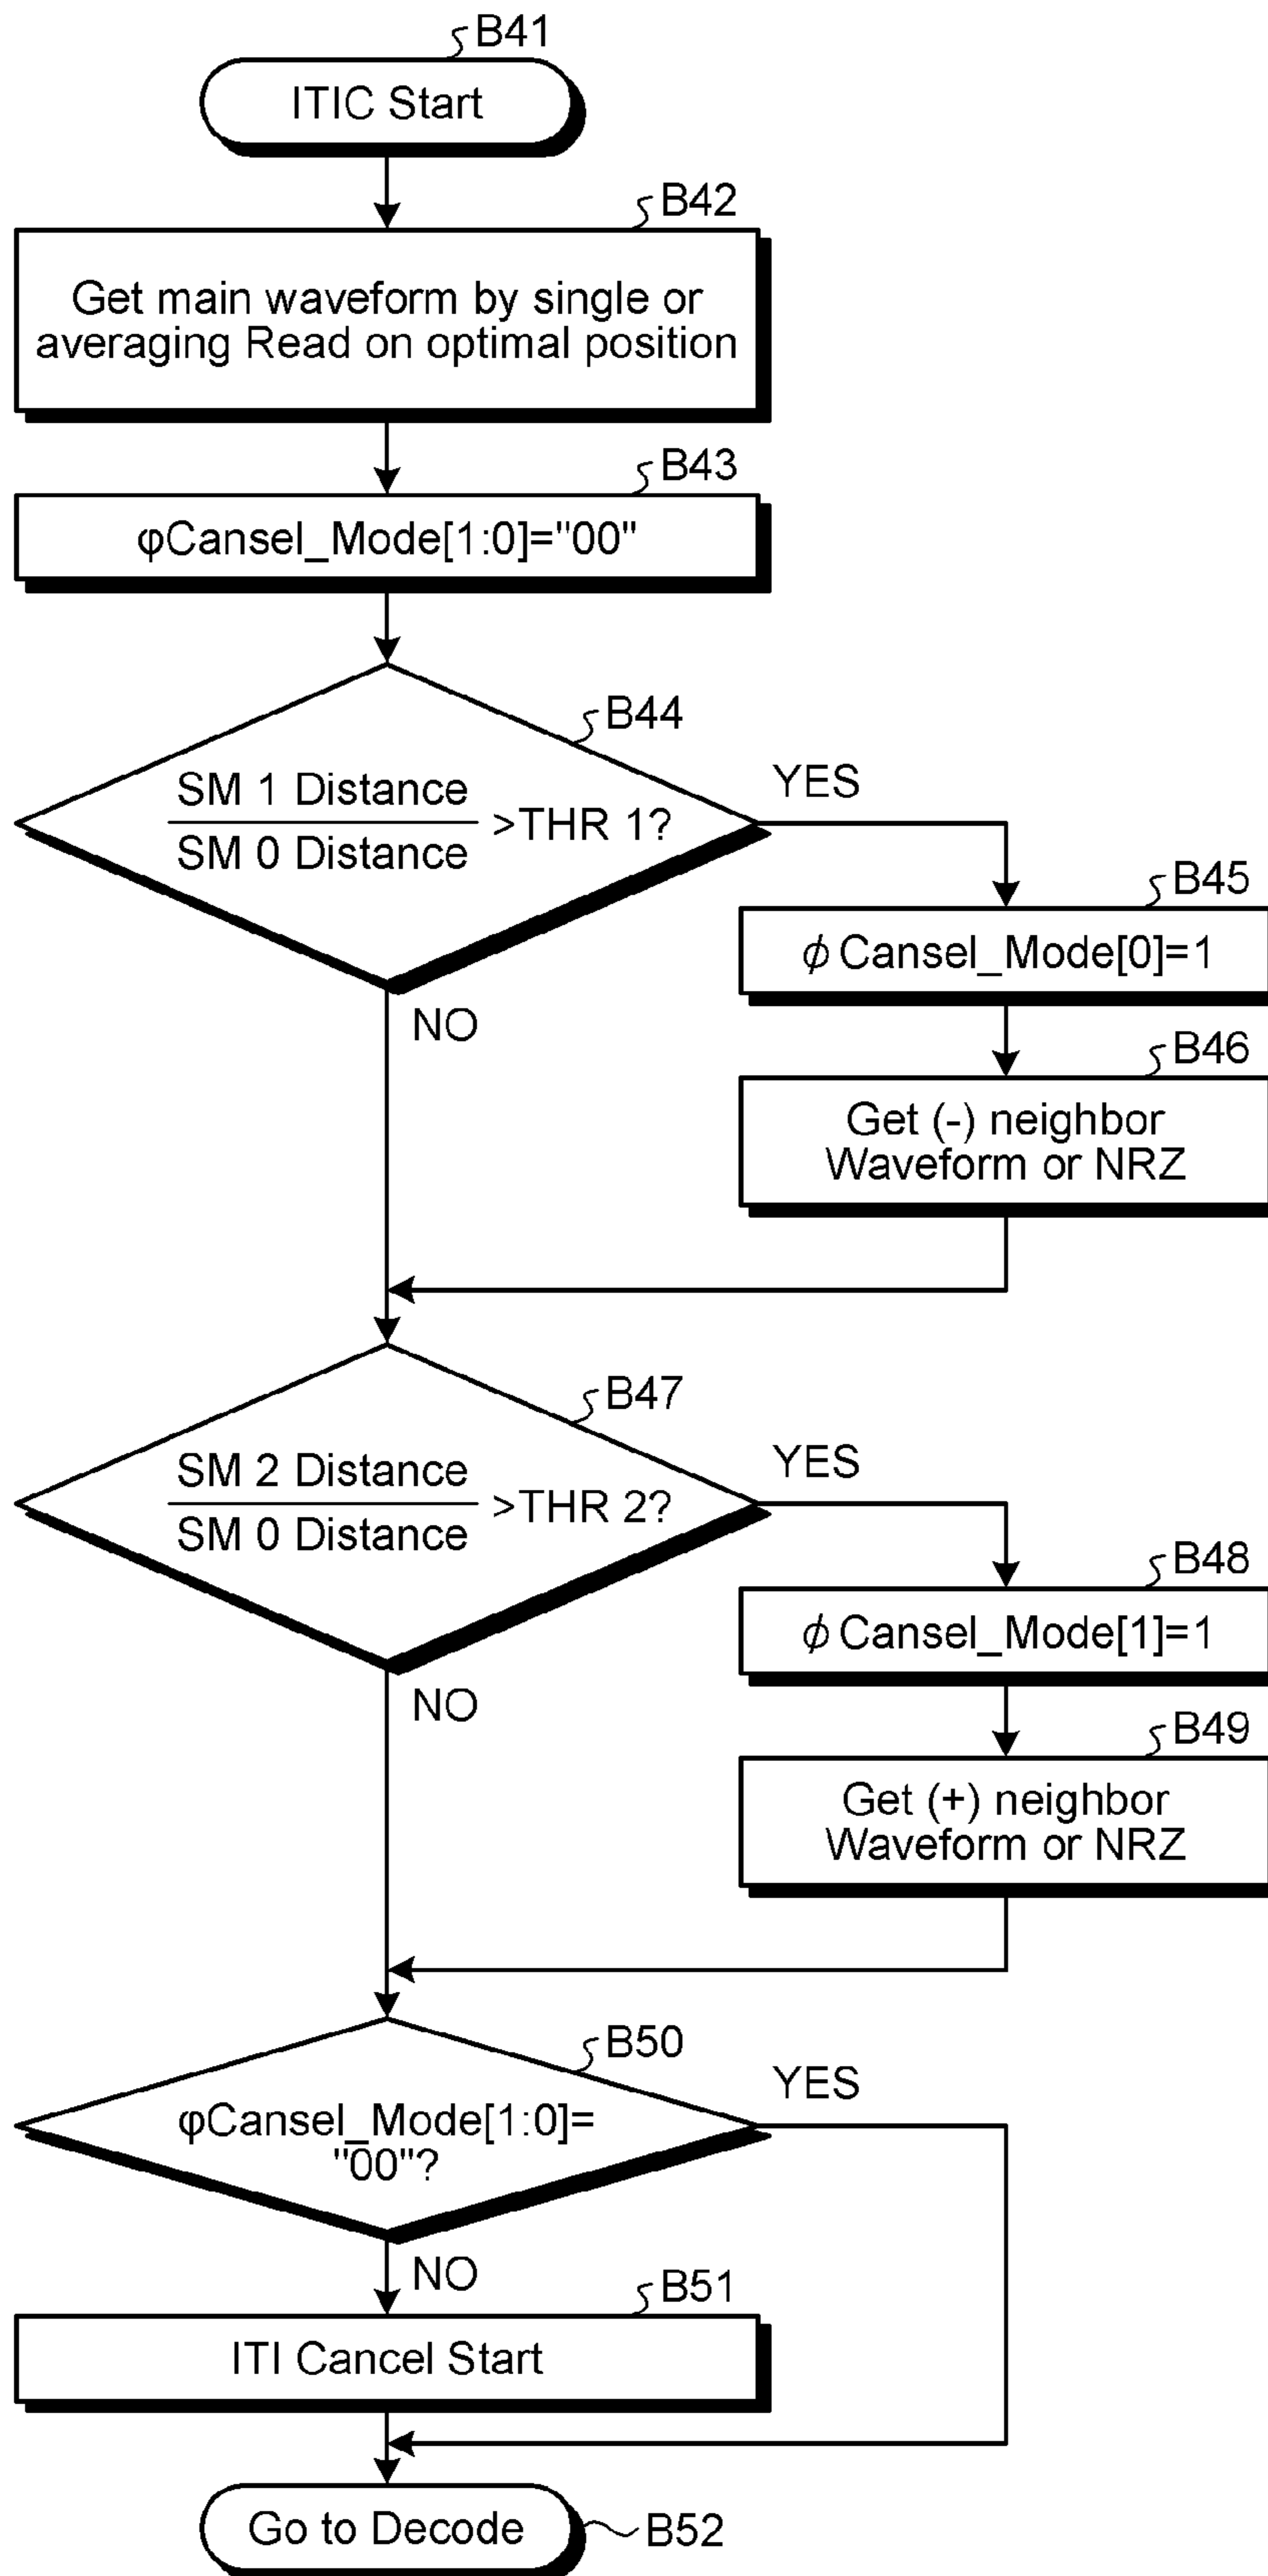 B41
ITIC Start
B42
Get main waveform by single or
averaging Read on optimal position
B43
φCansel_Mode[1:0]="00"
B44
SM 1 Distance
SM 0 Distance
>THR 1?
YES
NO
B45
ϕ Cansel_Mode[0]=1
B46
Get (-) neighbor
Waveform or NRZ
B47
SM 2 Distance
SM 0 Distance
>THR 2?
YES
NO
B48
ϕ Cansel_Mode[1]=1
B49
Get (+) neighbor
Waveform or NRZ
B50
φCansel_Mode[1:0]=
"00"?
YES
NO
B51
ITI Cancel Start
Go to Decode
B52